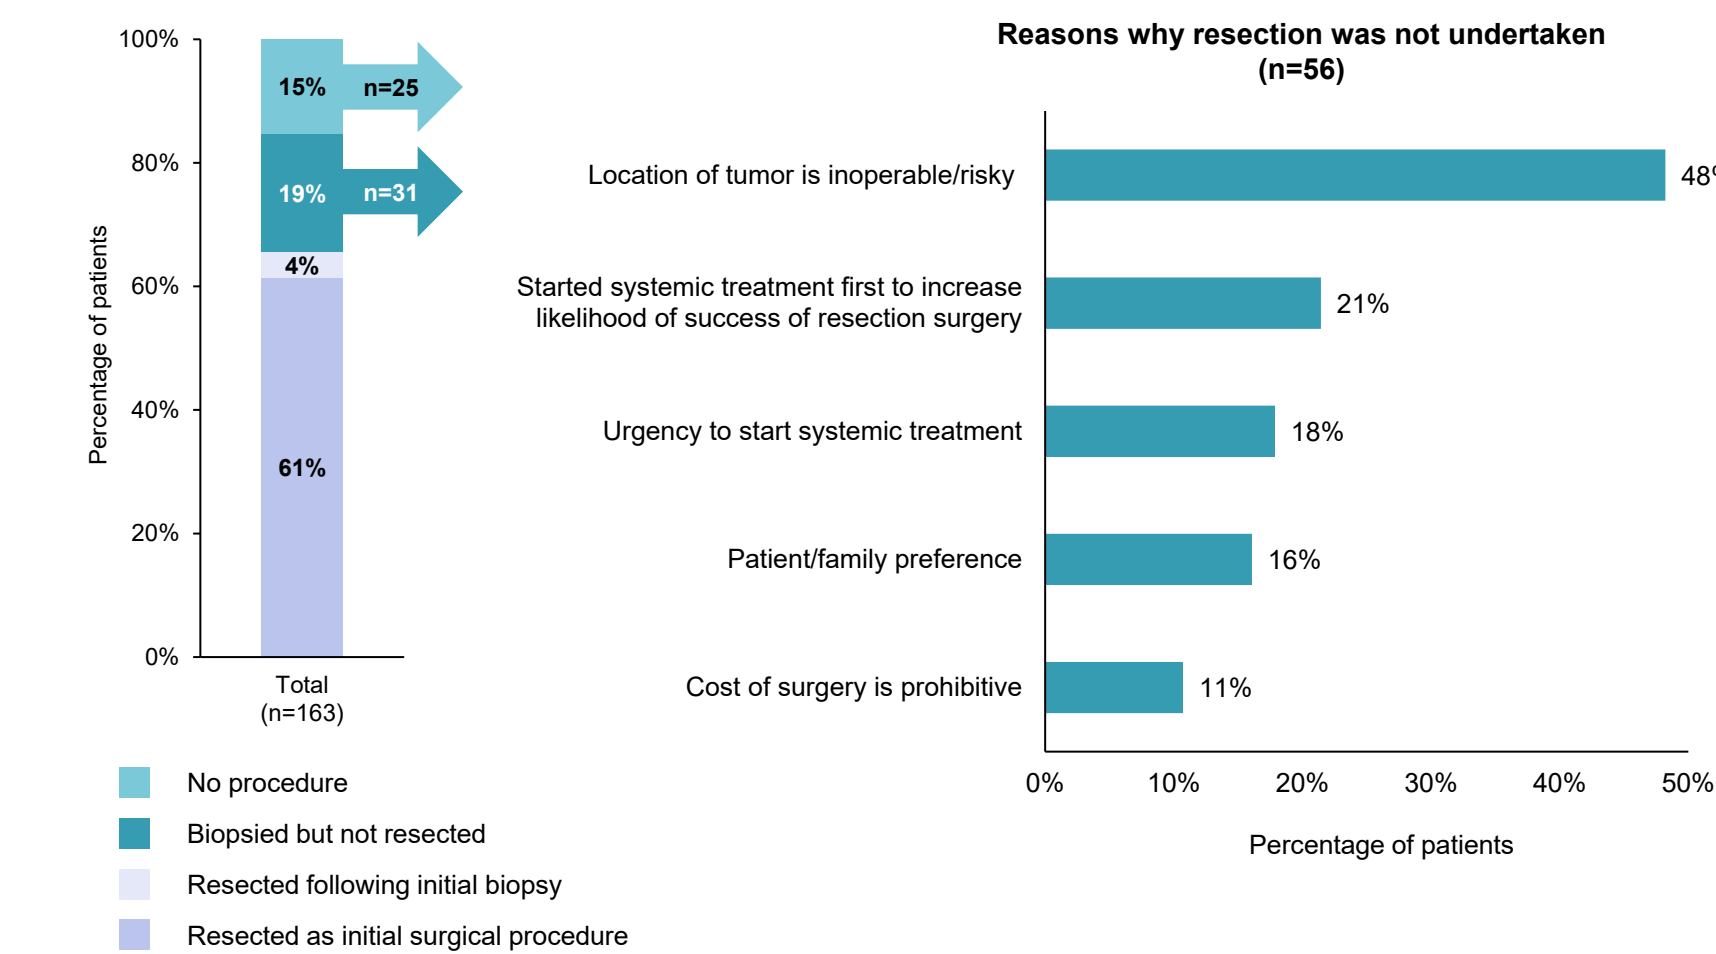 100%
80%
60%
40%
20%
0%
Percentage of patients
15%
n=25
19%
n=31
4%
61%
Total
(n=163)
No procedure
Biopsied but not resected
Resected following initial biopsy
Resected as initial surgical procedure
Reasons why resection was not undertaken
(n=56)
Location of tumor is inoperable/risky
48%
Started systemic treatment first to increase
likelihood of success of resection surgery
21%
Urgency to start systemic treatment
18%
Patient/family preference
16%
Cost of surgery is prohibitive
11%
0% 10% 20% 30% 40% 50%
Percentage of patients